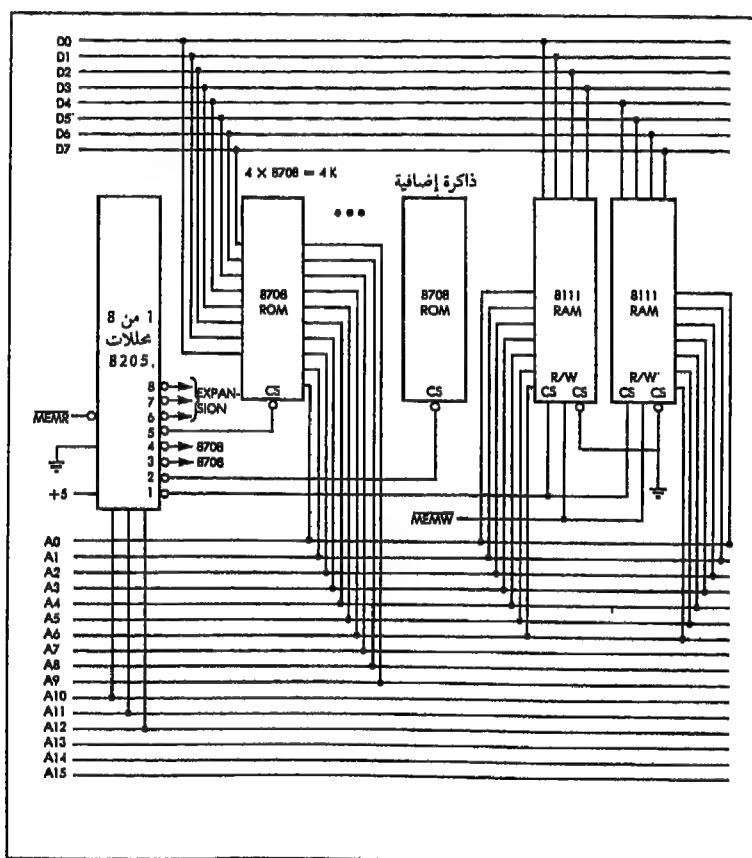 D0
D1
D2
D3
D4
D5
D6
D7
4 X 8708 = 4 K
ذاكرة إضافية
8708
ROM
CS
8708
ROM
CS
8111
RAM
R/W
CS CS
8111
RAM
R/W
CS CS
1 من 8
محللات
8205
8
7
6
5
4
3
2
1
EXPAN-
SION
8708
8708
MEMR
+5
MEMW
A0
A1
A2
A3
A4
A5
A6
A7
A8
A9
A10
A11
A12
A13
A14
A15